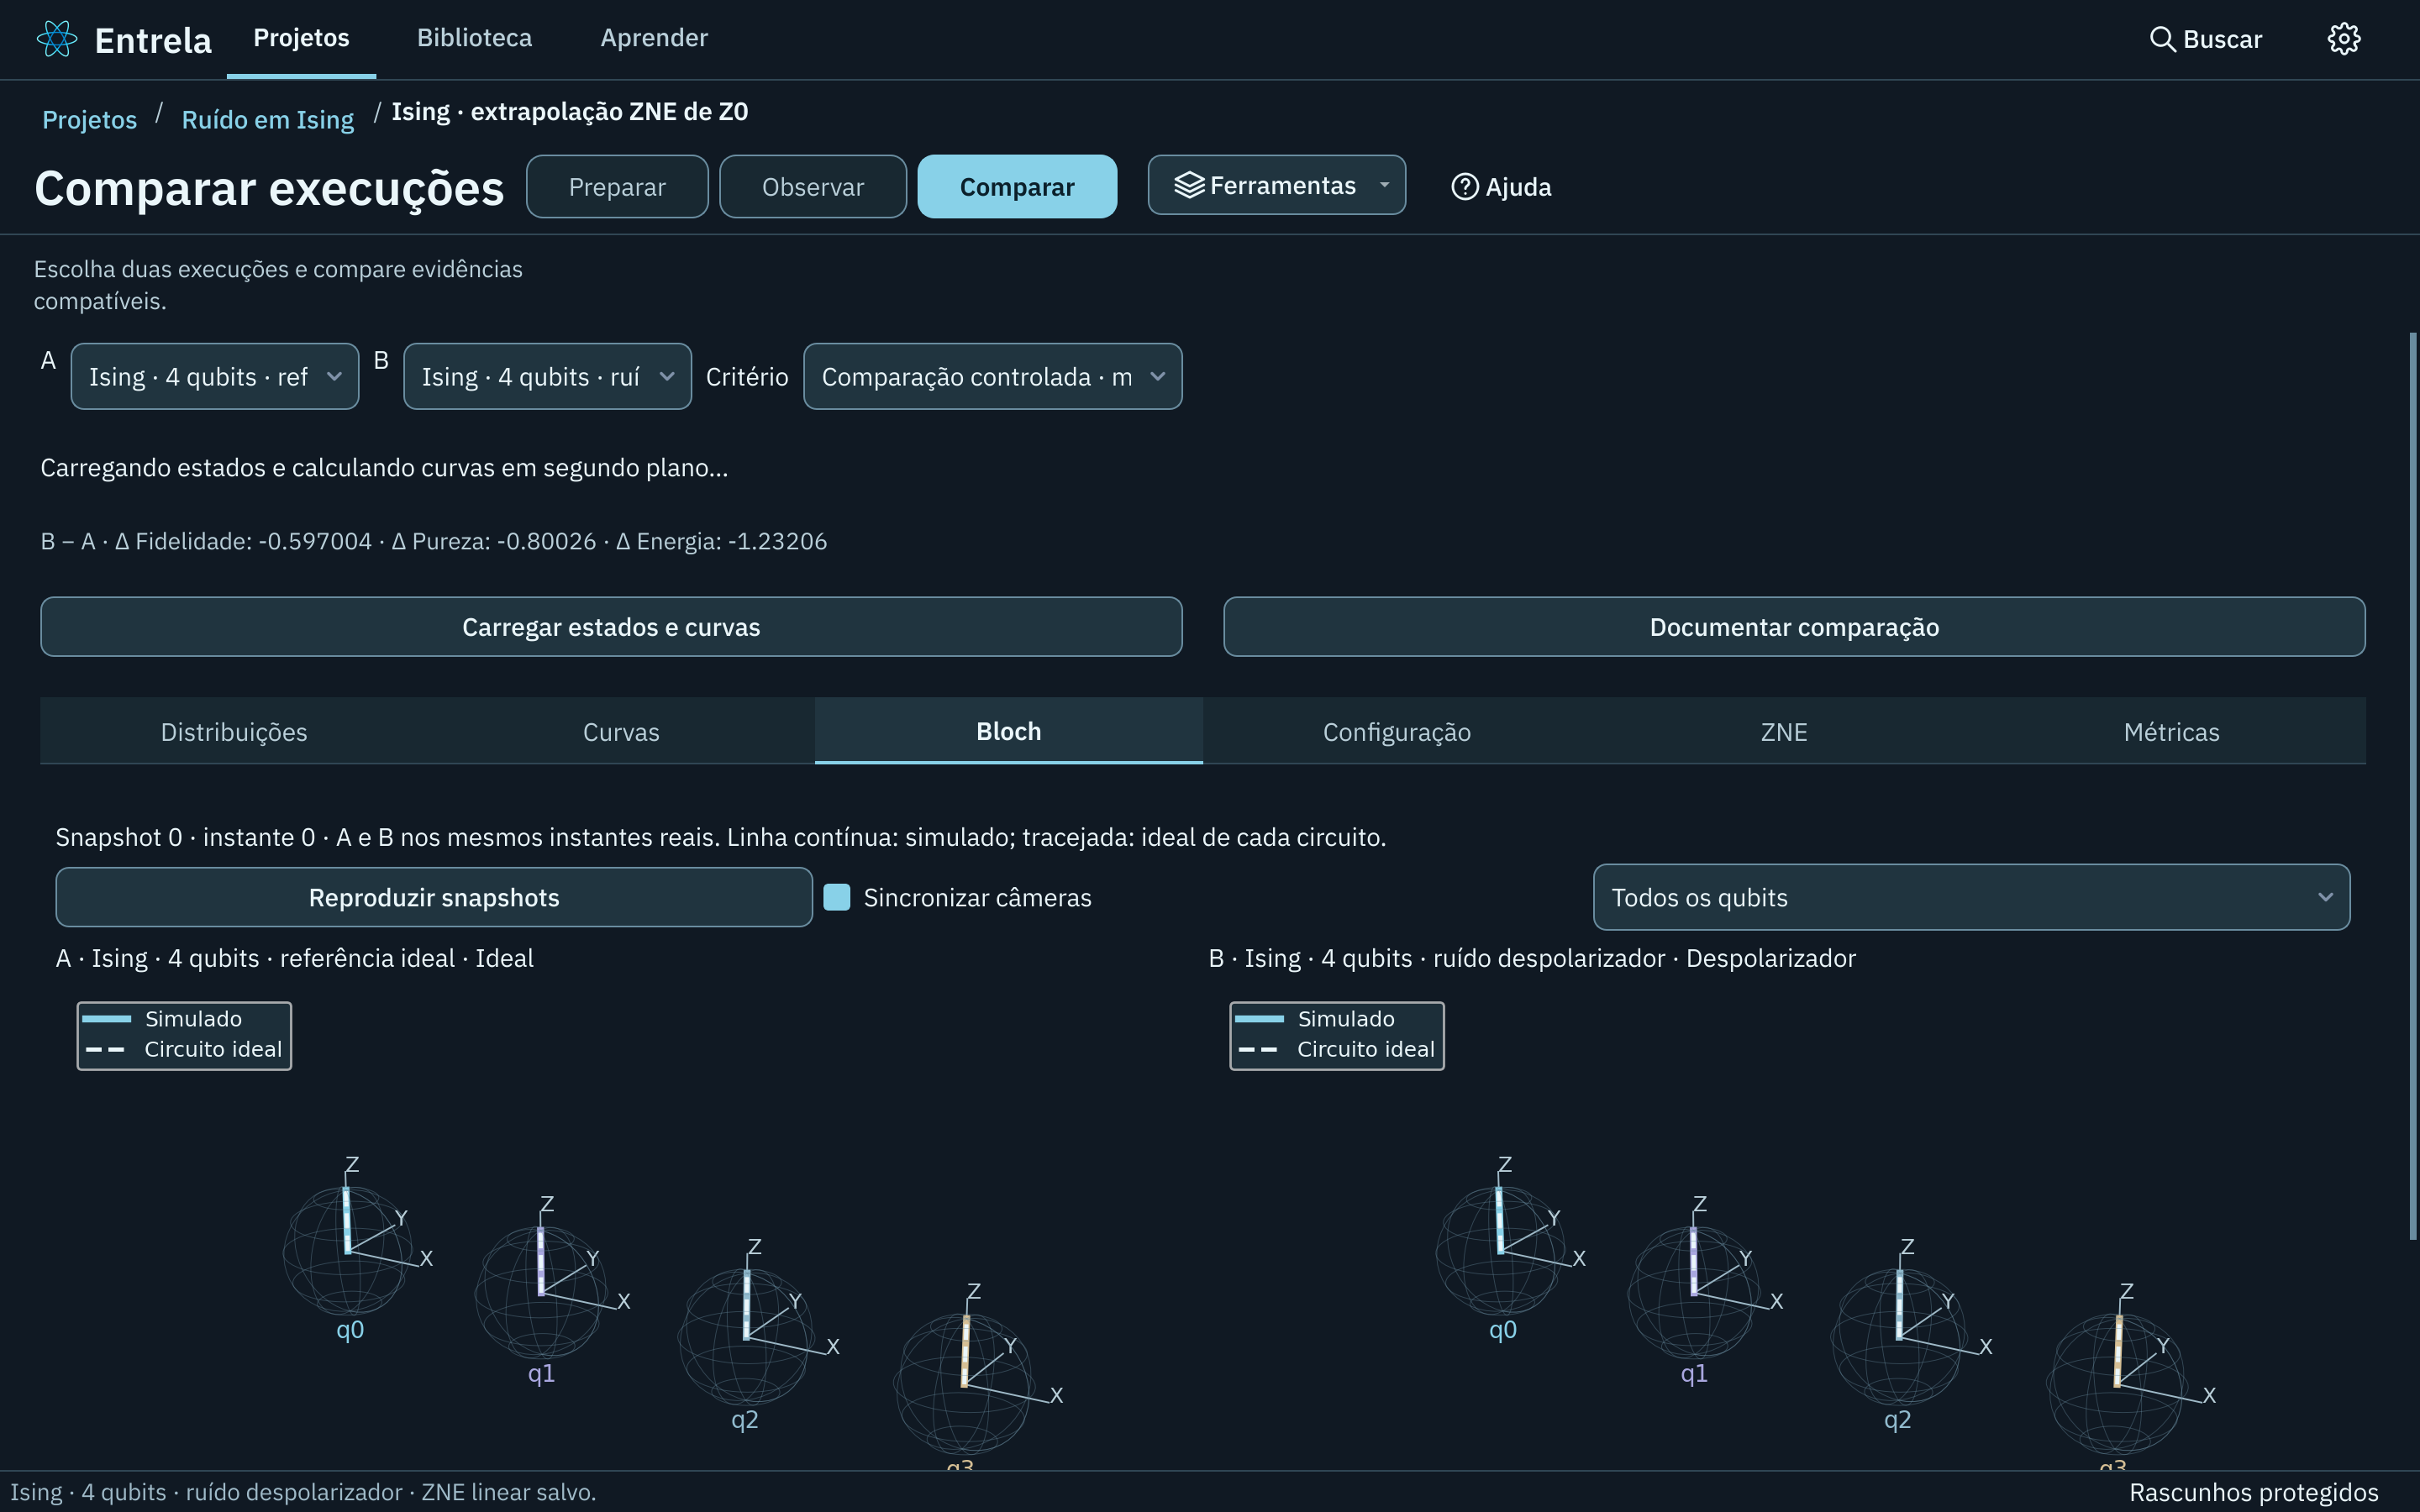 Entrela
Projetos
Biblioteca
Aprender
Buscar
Projetos / Ruído em Ising / Ising · extrapolação ZNE de Z0
Comparar execuções
Preparar
Observar
Comparar
Ferramentas
Ajuda
Escolha duas execuções e compare evidências
compatíveis.
A
Ising · 4 qubits · ref
B
Ising · 4 qubits · ruí
Critério
Comparação controlada · m
Carregando estados e calculando curvas em segundo plano...
B − A · Δ Fidelidade: -0.597004 · Δ Pureza: -0.80026 · Δ Energia: -1.23206
Carregar estados e curvas
Documentar comparação
Distribuições
Curvas
Bloch
Configuração
ZNE
Métricas
Snapshot 0 · instante 0 · A e B nos mesmos instantes reais. Linha contínua: simulado; tracejada: ideal de cada circuito.
Reproduzir snapshots
Sincronizar câmeras
Todos os qubits
A · Ising · 4 qubits · referência ideal · Ideal
Simulado
Circuito ideal
Z
Y
X
q0
Z
Y
X
q1
Z
Y
X
q2
Z
Y
X
q3
B · Ising · 4 qubits · ruído despolarizador · Despolarizador
Simulado
Circuito ideal
Z
Y
X
q0
Z
Y
X
q1
Z
Y
X
q2
Z
Y
X
q3
Ising · 4 qubits · ruído despolarizador · ZNE linear salvo.
Rascunhos protegidos